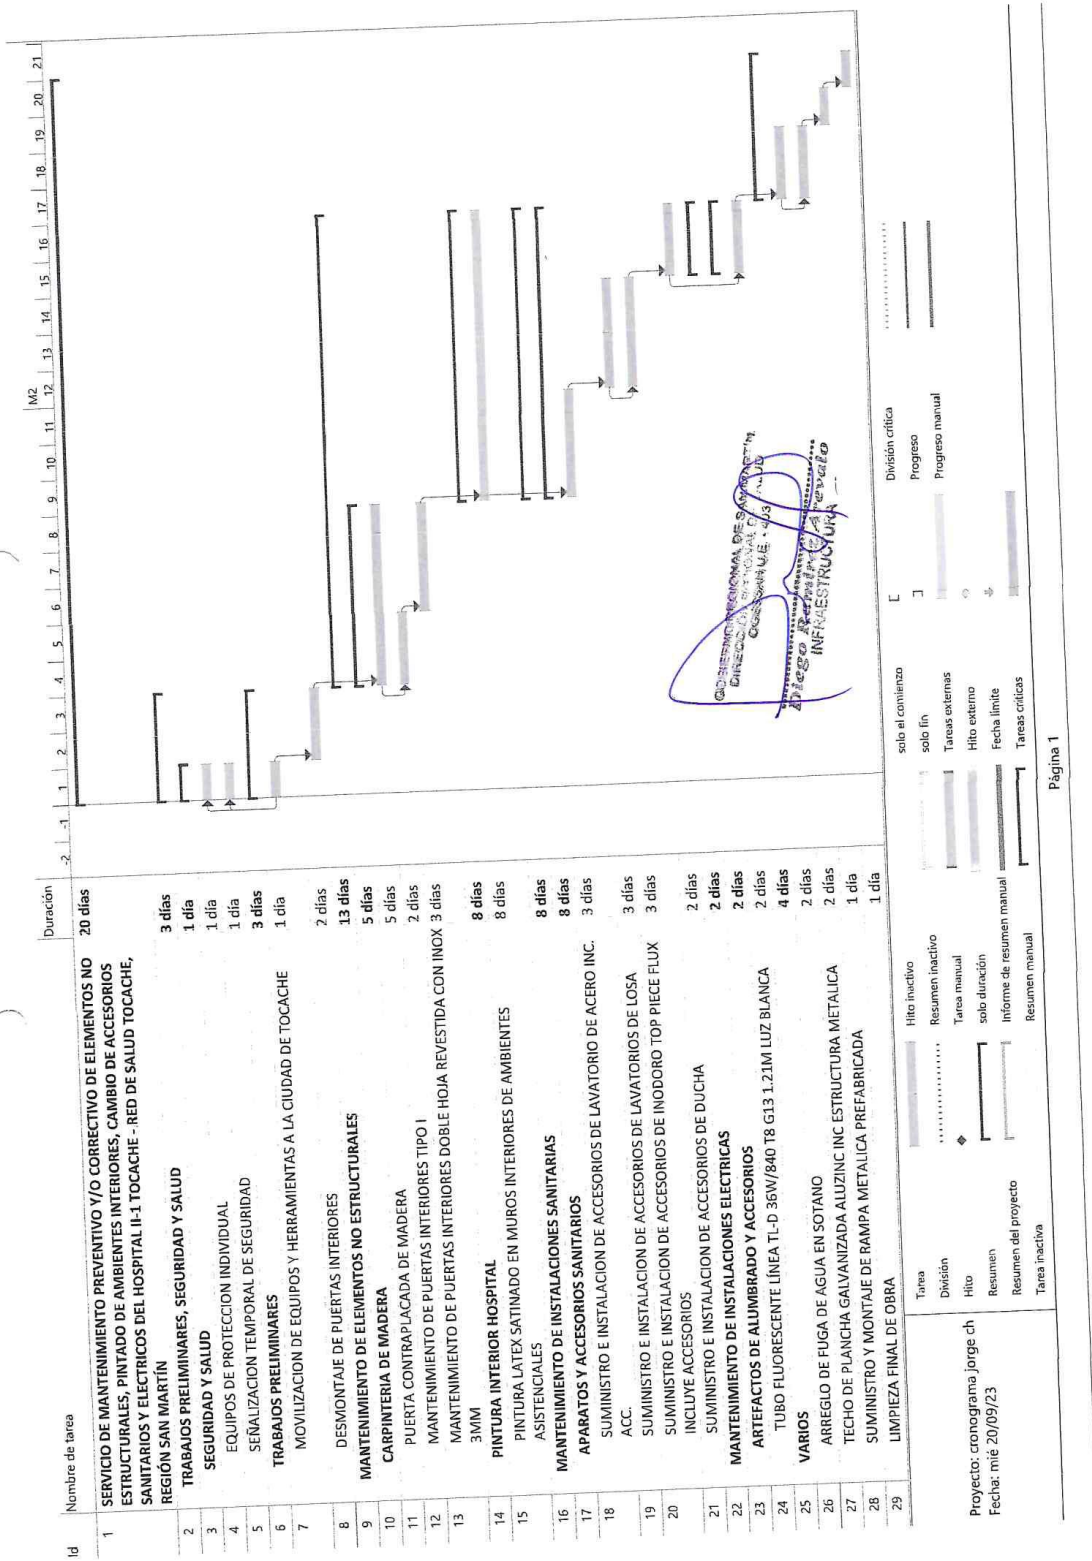 Id Nombre de tarea Duración -2 -1 1 2 3 4 5 6 7 8 9 10 11 M2 12 13 14 15 16 17 18 19 20 21
1 SERVICIO DE MANTENIMIENTO PREVENTIVO Y/O CORRECTIVO DE ELEMENTOS NO 20 días
ESTRUCTURALES, PINTADO DE AMBIENTES INTERIORES, CAMBIO DE ACCESORIOS
SANITARIOS Y ELECTRICOS DEL HOSPITAL II-1 TOCACHE - RED DE SALUD TOCACHE,
REGIÓN SAN MARTÍN
2 TRABAJOS PRELIMINARES, SEGURIDAD Y SALUD 3 días
3 SEGURIDAD Y SALUD 1 día
4 EQUIPOS DE PROTECCION INDIVIDUAL 1 día
5 SEÑALIZACION TEMPORAL DE SEGURIDAD 1 día
6 TRABAJOS PRELIMINARES 3 días
7 MOVILIZACION DE EQUIPOS Y HERRAMIENTAS A LA CIUDAD DE TOCACHE 1 día
8 DESMONTAJE DE PUERTAS INTERIORES 2 días
9 MANTENIMIENTO DE ELEMENTOS NO ESTRUCTURALES 13 días
10 CARPINTERIA DE MADERA 5 días
11 PUERTA CONTRAPLACADA DE MADERA 5 días
12 MANTENIMIENTO DE PUERTAS INTERIORES TIPO I 2 días
13 MANTENIMIENTO DE PUERTAS INTERIORES DOBLE HOJA REVESTIDA CON INOX 3 días
3MM
14 PINTURA INTERIOR HOSPITAL 8 días
15 PINTURA LATEX SATINADO EN MUROS INTERIORES DE AMBIENTES 8 días
ASISTENCIALES
16 MANTENIMIENTO DE INSTALACIONES SANITARIAS 8 días
17 APARATOS Y ACCESORIOS SANITARIOS 8 días
18 SUMINISTRO E INSTALACION DE ACCESORIOS DE LAVATORIO DE ACERO INC. 3 días
ACC.
19 SUMINISTRO E INSTALACION DE ACCESORIOS DE LAVATORIOS DE LOSA 3 días
20 SUMINISTRO E INSTALACION DE ACCESORIOS DE INODORO TOP PIECE FLUX 3 días
INCLUYE ACCESORIOS
21 SUMINISTRO E INSTALACION DE ACCESORIOS DE DUCHA 2 días
22 MANTENIMIENTO DE INSTALACIONES ELECTRICAS 2 días
23 ARTEFACTOS DE ALUMBRADO Y ACCESORIOS 2 días
24 TUBO FLUORESCENTE LÍNEA TL-D 36W/840 T8 G13 1.21M LUZ BLANCA 2 días
25 VARIOS 4 días
26 ARREGLO DE FUGA DE AGUA EN SOTANO 2 días
27 TECHO DE PLANCHA GALVANIZADA ALUZINC INC ESTRUCTURA METALICA 2 días
28 SUMINISTRO Y MONTAJE DE RAMPA METALICA PREFABRICADA 1 día
29 LIMPIEZA FINAL DE OBRA 1 día
GOBIERNO REGIONAL DE SAN MARTIN
DIRECCION REGIONAL DE SALUD
Diego Ramírez Arevalo
INFRAESTRUCTURA
Proyecto: cronograma jorge ch
Fecha: mié 20/09/23
Tarea
División
Hito
Resumen
Resumen del proyecto
Tarea inactiva
Hito inactivo
Resumen inactivo
Tarea manual
solo duración
Informe de resumen manual
Resumen manual
solo el comienzo
solo fin
Tareas externas
Hito externo
Fecha límite
Tareas críticas
División crítica
Progreso
Progreso manual
Página 1